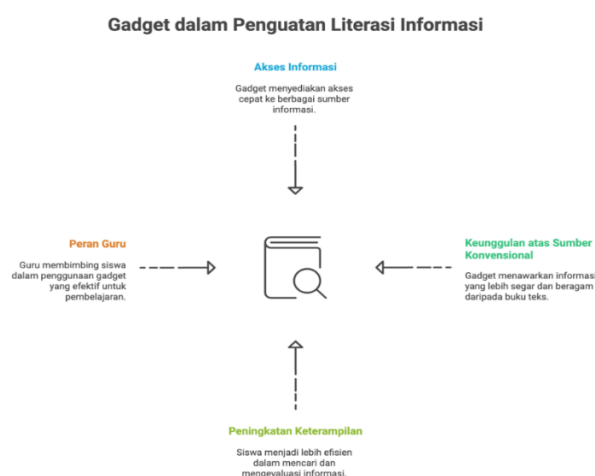 Gadget dalam Penguatan Literasi Informasi
Akses Informasi
Gadget menyediakan akses
cepat ke berbagai sumber
informasi.
Peran Guru
Guru membimbing siswa
dalam penggunaan gadget
yang efektif untuk
pembelajaran.
Keunggulan atas Sumber
Konvensional
Gadget menawarkan informasi
yang lebih segar dan beragam
daripada buku teks.
Peningkatan Keterampilan
Siswa menjadi lebih efisien
dalam mencari dan
mengevaluasi informasi.